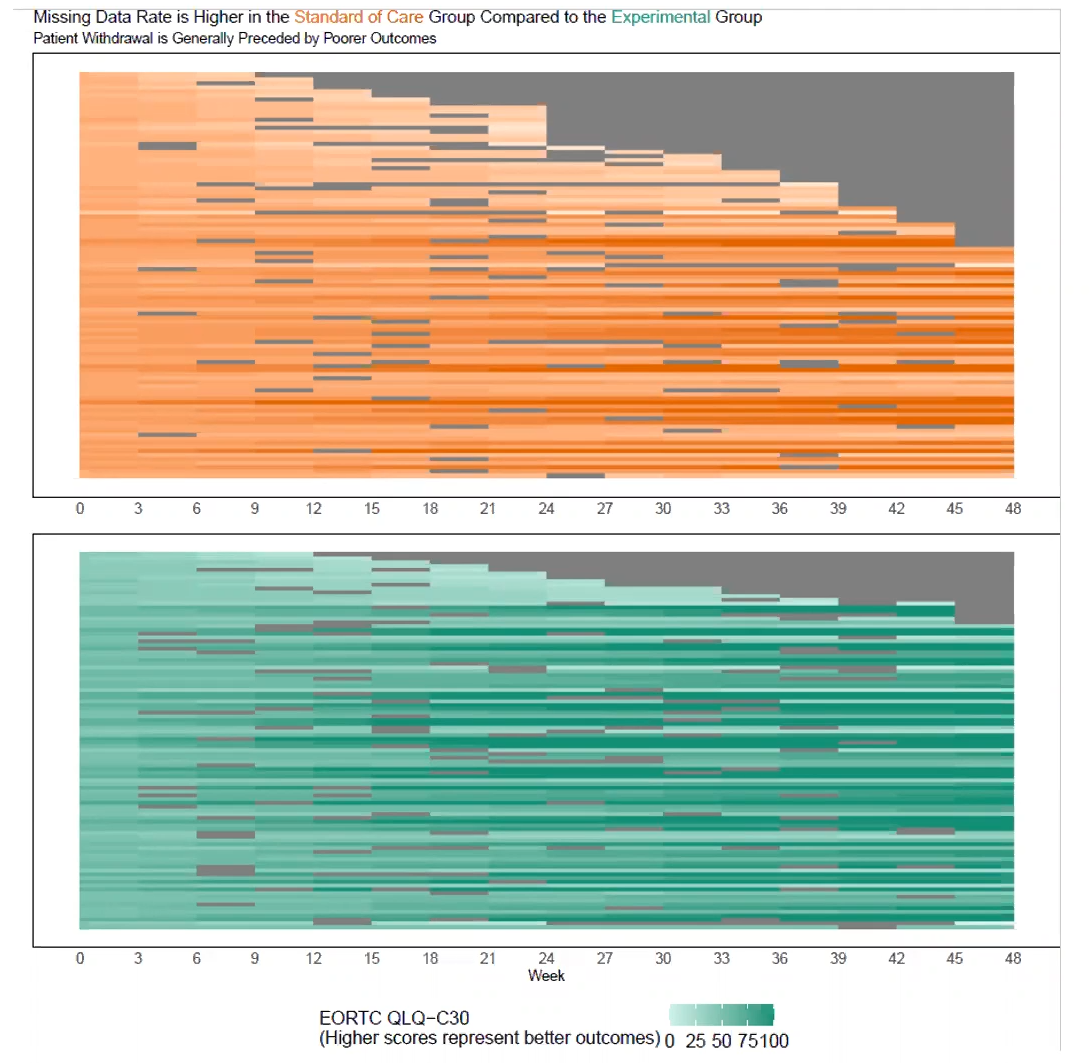 Missing Data Rate is Higher in the Standard of Care Group Compared to the Experimental Group
Patient Withdrawal is Generally Preceded by Poorer Outcomes
0 3 6 9 12 15 18 21 24 27 30 33 36 39 42 45 48
0 3 6 9 12 15 18 21 24 27 30 33 36 39 42 45 48
Week
EORTC QLQ−C30
(Higher scores represent better outcomes) 0 25 50 75 100